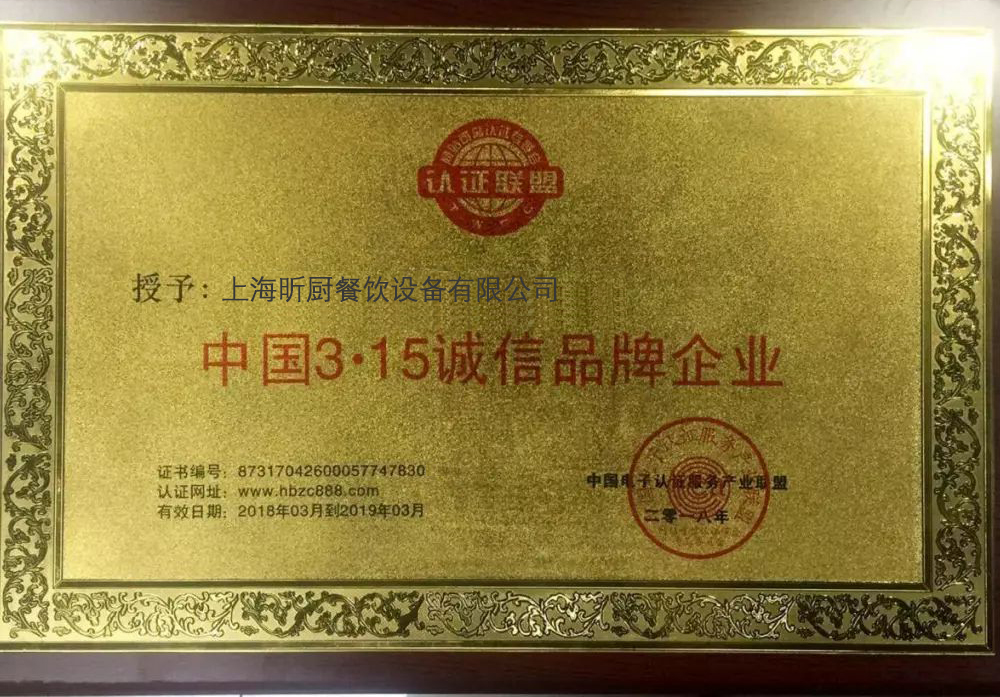 认证联盟
授予：上海昕厨餐饮设备有限公司
中国3·15诚信品牌企业
证书编号：87317042600057747830
认证网址：www.hbzc888.com
有效日期：2018年03月到2019年03月
中国电子认证服务产业联盟
二零一八年